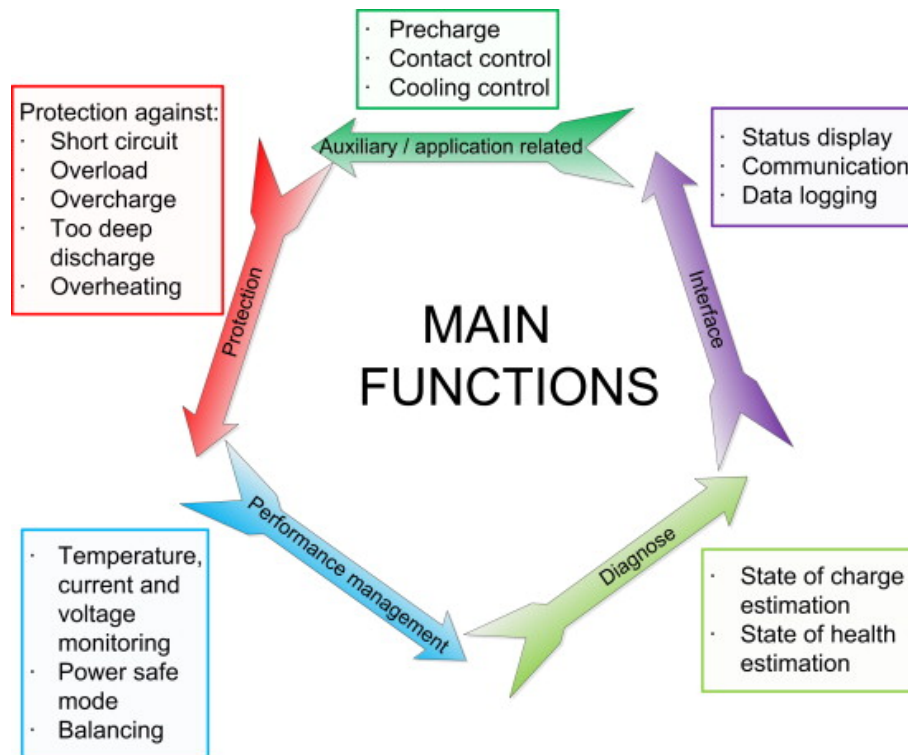 · Precharge
· Contact control
· Cooling control
Protection against:
· Short circuit
· Overload
· Overcharge
· Too deep
discharge
· Overheating
Auxiliary / application related
· Status display
· Communication
· Data logging
Protection
Interface
MAIN
FUNCTIONS
Performance management
Diagnose
· Temperature,
current and
voltage
monitoring
· Power safe
mode
· Balancing
· State of charge
estimation
· State of health
estimation